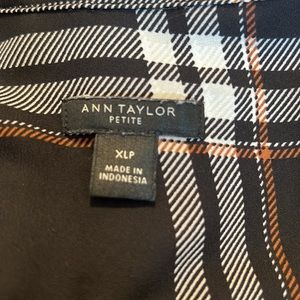 ANN TAYLOR
PETITE
XLP
MADE IN
INDONESIA